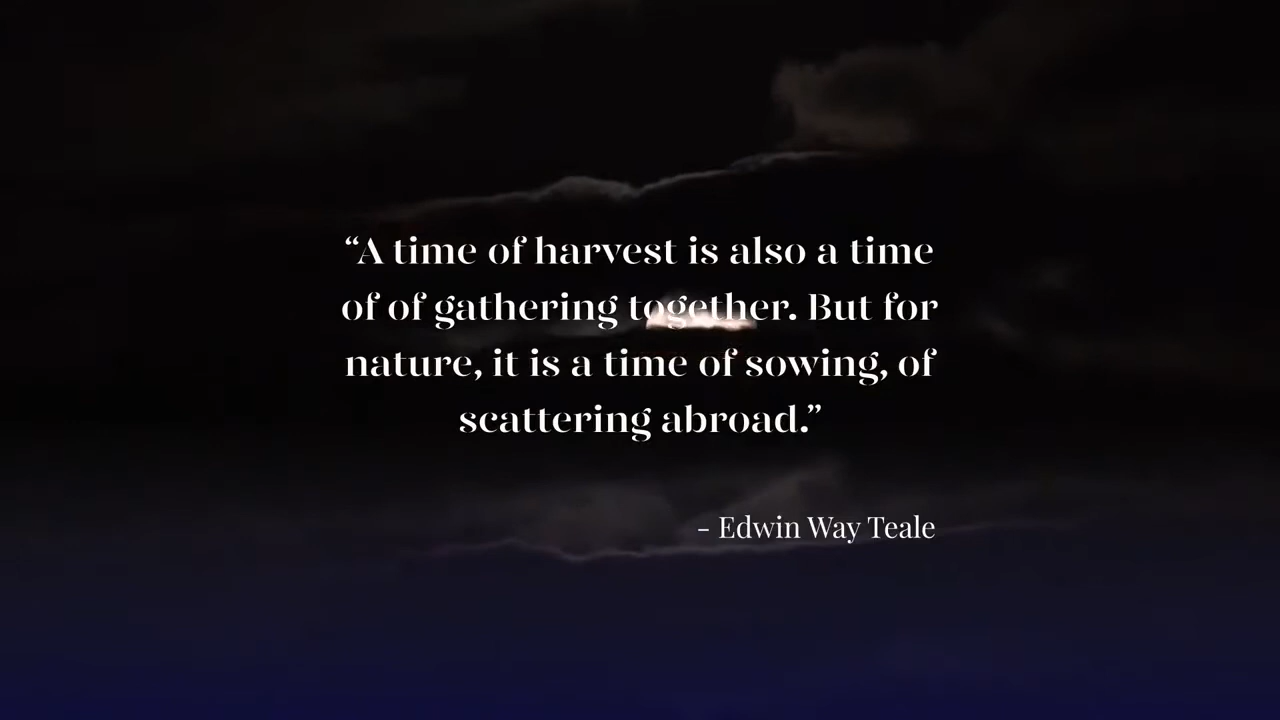 “A time of harvest is also a time
of of gathering together. But for
nature, it is a time of sowing, of
scattering abroad.”
- Edwin Way Teale